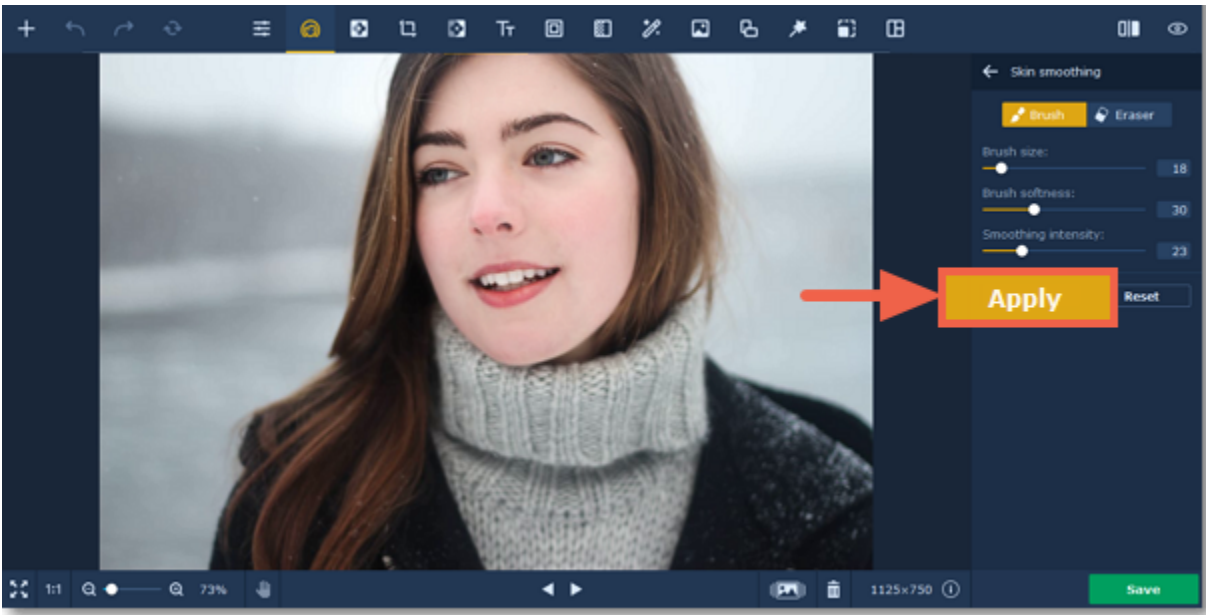 Skin smoothing
Brush Eraser
Brush size:
18
Brush softness:
30
Smoothing intensity:
23
Apply Reset
1:1 73% 1125×750 Save